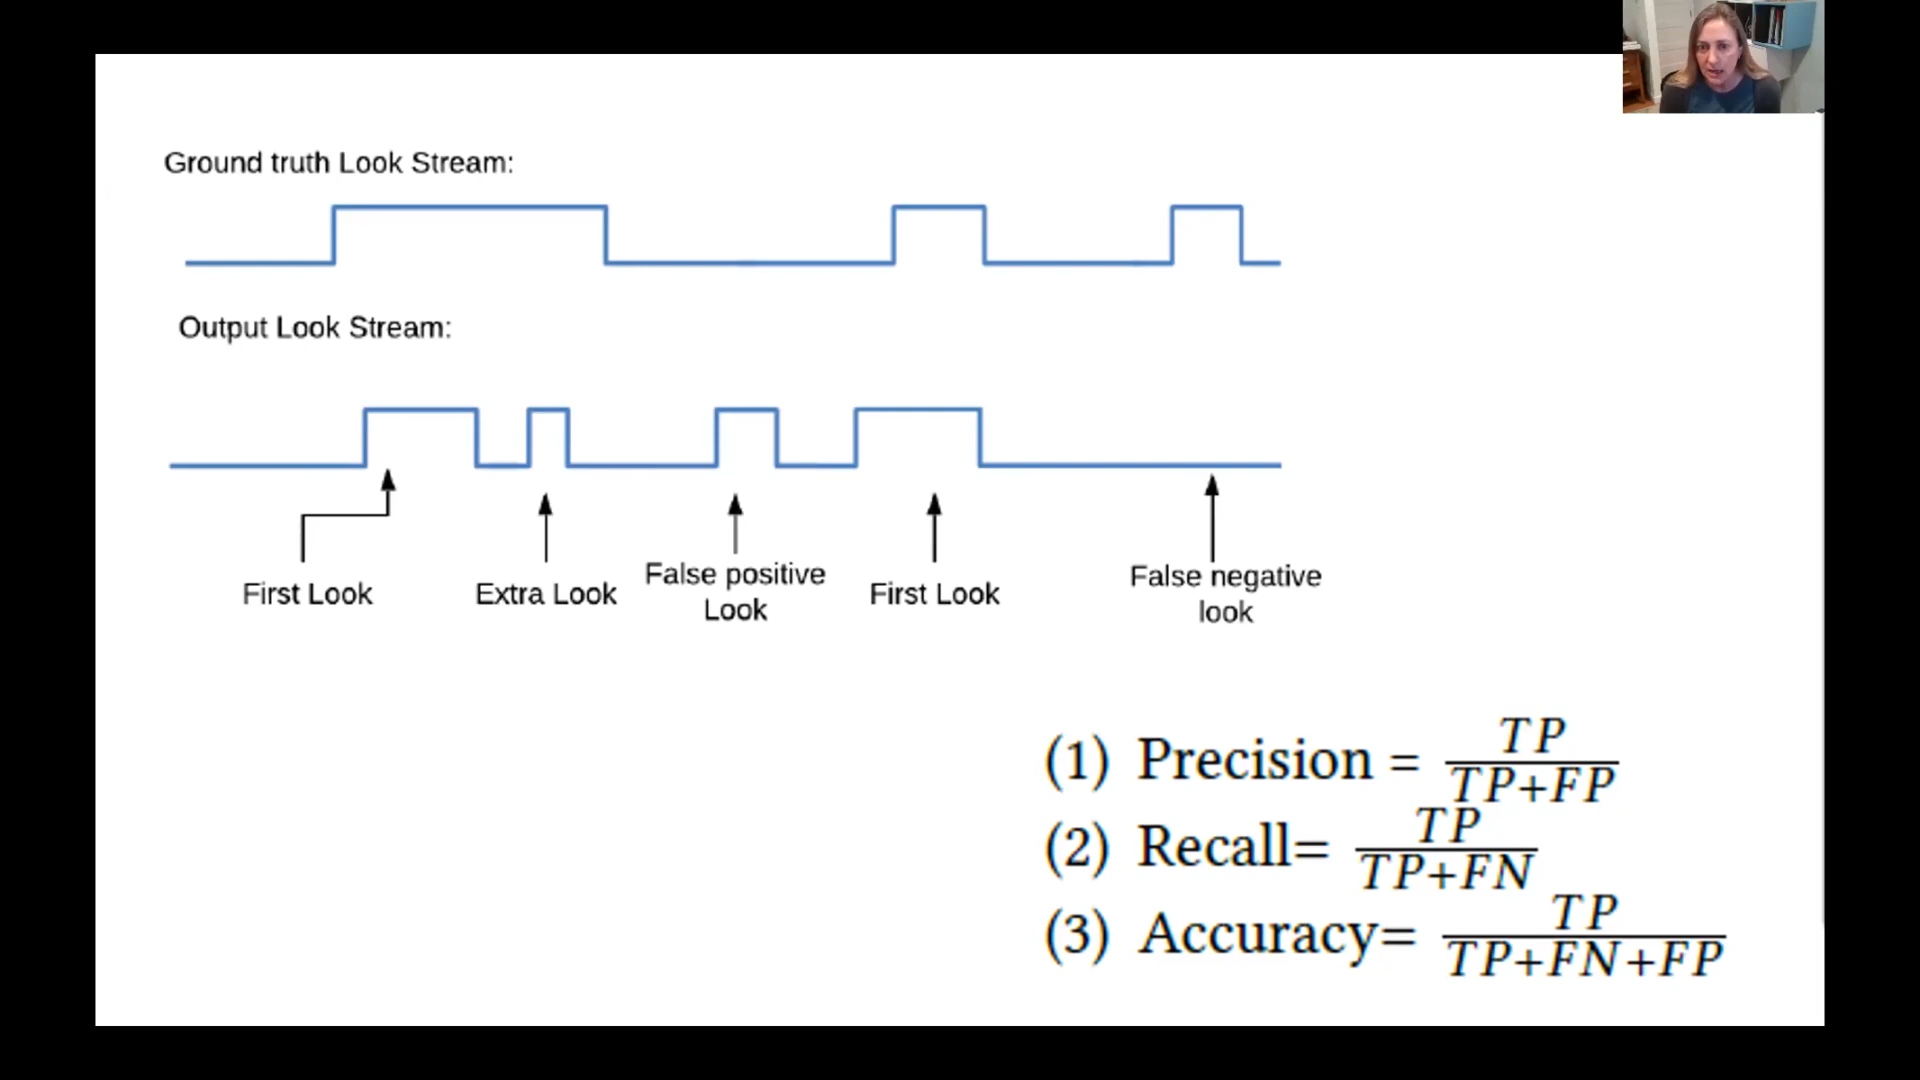 Ground truth Look Stream:
Output Look Stream:
First Look
Extra Look
False positive
Look
First Look
False negative
look
(1) Precision = TP / TP+FP
(2) Recall= TP / TP+FN
(3) Accuracy= TP / TP+FN+FP